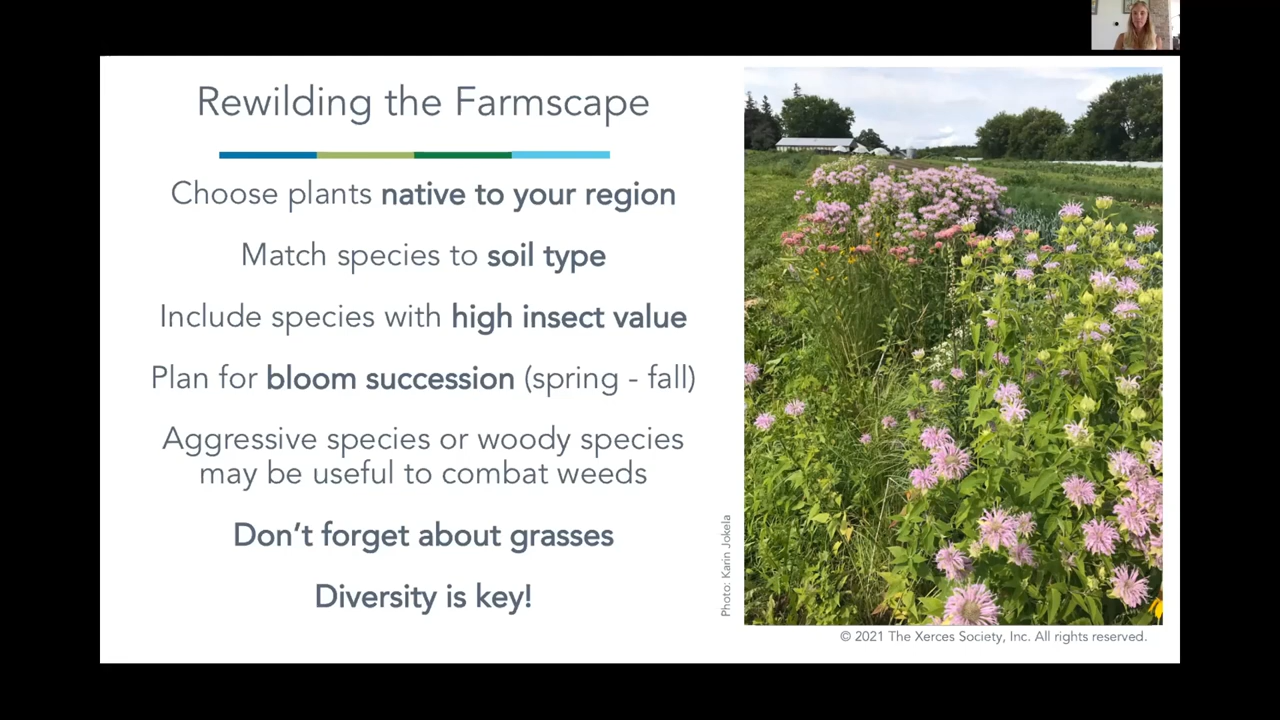 Rewilding the Farmscape
Choose plants native to your region
Match species to soil type
Include species with high insect value
Plan for bloom succession (spring - fall)
Aggressive species or woody species
may be useful to combat weeds
Don't forget about grasses
Diversity is key!
Photo: Karin Jokela
© 2021 The Xerces Society, Inc. All rights reserved.